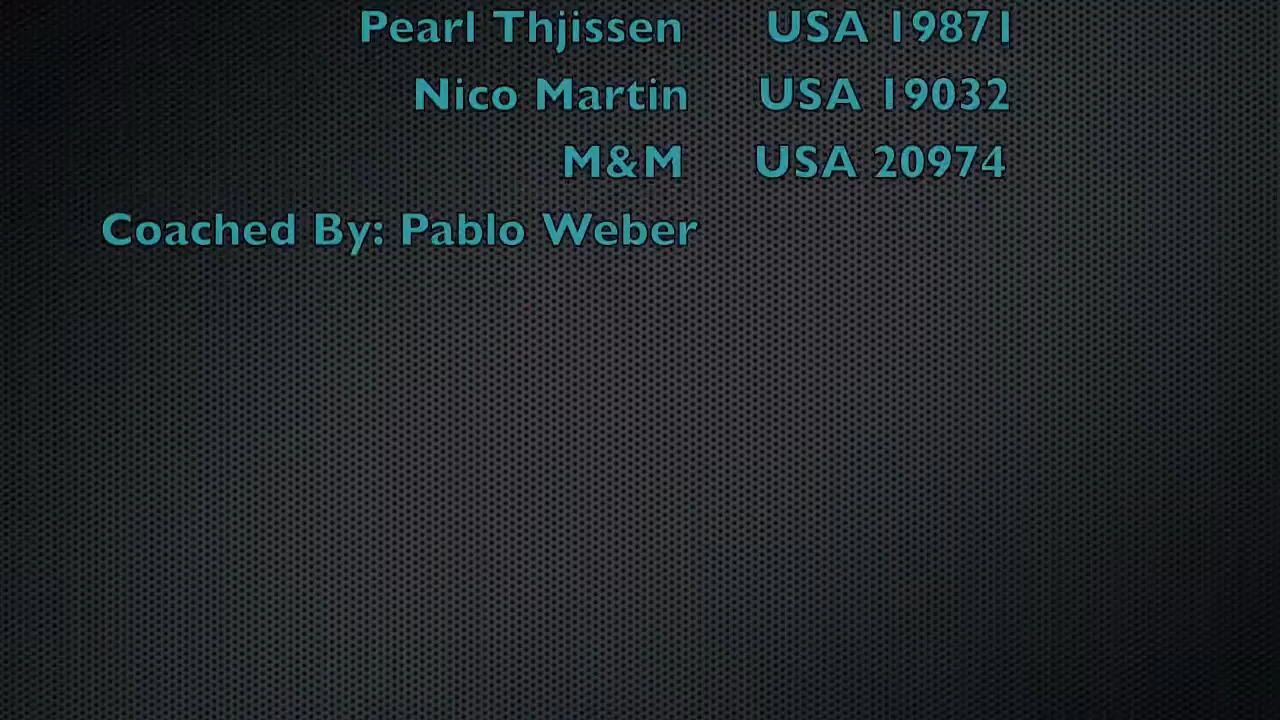 Pearl Thjissen USA 19871
Nico Martin USA 19032
M&M USA 20974
Coached By: Pablo Weber